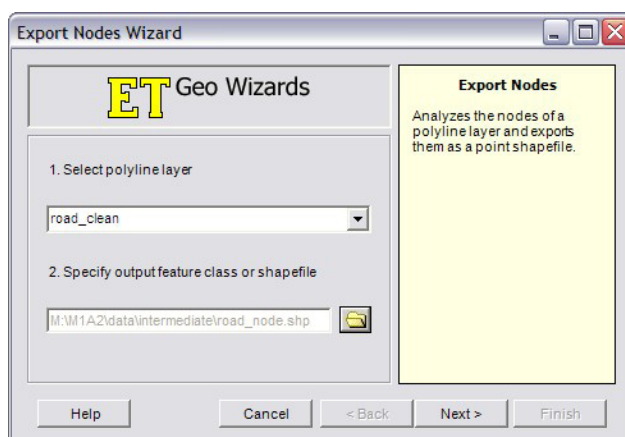 Export Nodes Wizard
ET Geo Wizards
1. Select polyline layer
road_clean
2. Specify output feature class or shapefile
M:\M1A2\data\intermediate\road_node.shp
Export Nodes
Analyzes the nodes of a
polyline layer and exports
them as a point shapefile.
Help
Cancel
< Back
Next >
Finish